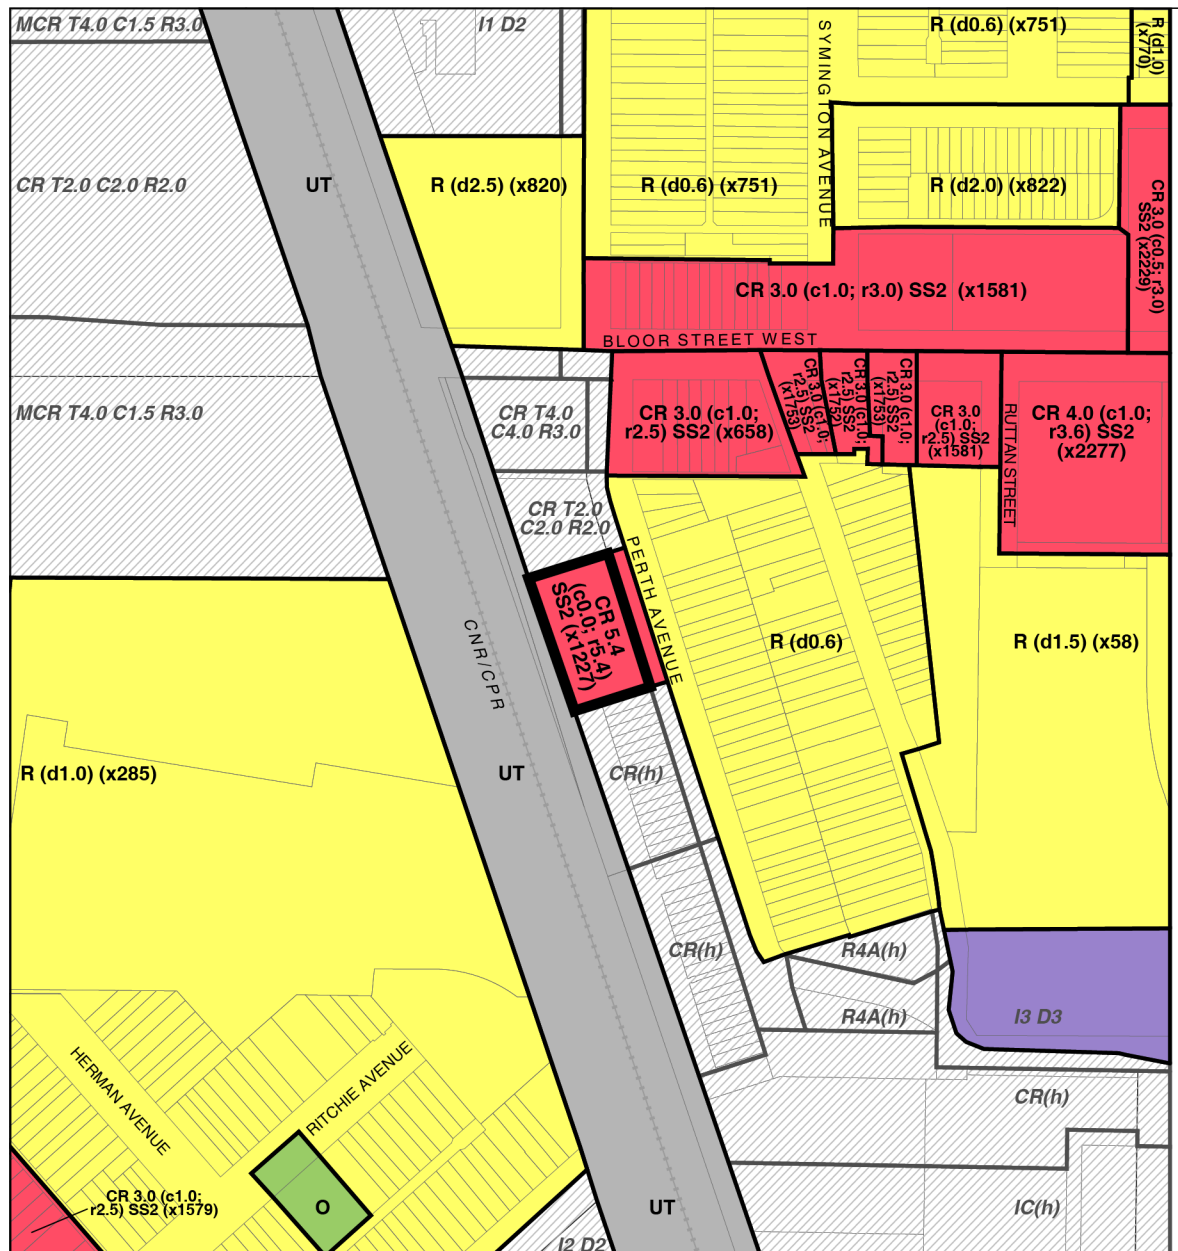 MCR T4.0 C1.5 R3.0
I1 D2
R (d0.6) (x751)
R (d1.0)
(x770)
SYMINGTON AVENUE
CR T2.0 C2.0 R2.0
UT
R (d2.5) (x820)
R (d0.6) (x751)
R (d2.0) (x822)
CR 3.0 (c0.5; r3.0)
SS2 (x2229)
CR 3.0 (c1.0; r3.0) SS2 (x1581)
BLOOR STREET WEST
MCR T4.0 C1.5 R3.0
CR T4.0
C4.0 R3.0
CR 3.0 (c1.0;
r2.5) SS2 (x658)
CR 3.0 (c1.0;
r2.5) SS2
(x1753)
CR 3.0 (c1.0;
r2.5) SS2
(x1752)
CR 3.0 (c1.0;
r2.5) SS2
(x1753)
CR 3.0
(c1.0;
r2.5) SS2
(x1581)
RUTTAN STREET
CR 4.0 (c1.0;
r3.6) SS2
(x2277)
CR T2.0
C2.0 R2.0
PERTH AVENUE
CR 5.4
(c0.0; r5.4)
SS2 (x1227)
CNR/CPR
R (d0.6)
R (d1.5) (x58)
R (d1.0) (x285)
UT
CR(h)
CR(h)
R4A(h)
R4A(h)
I3 D3
HERMAN AVENUE
RITCHIE AVENUE
CR(h)
CR 3.0 (c1.0;
r2.5) SS2 (x1579)
O
UT
IC(h)
I2 D2